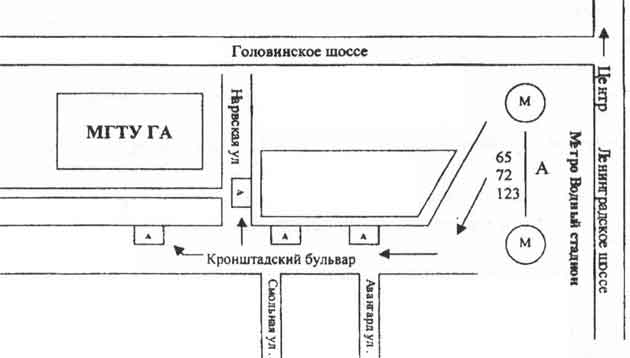 Головинское шоссе
Центр
МГТУ ГА
Нарвская ул
М
65
72
123
А
Метро Водный стадион
Ленинградское шоссе
А
М
А
А
А
Кронштадский бульвар
Смольная ул.
Авангард ул.